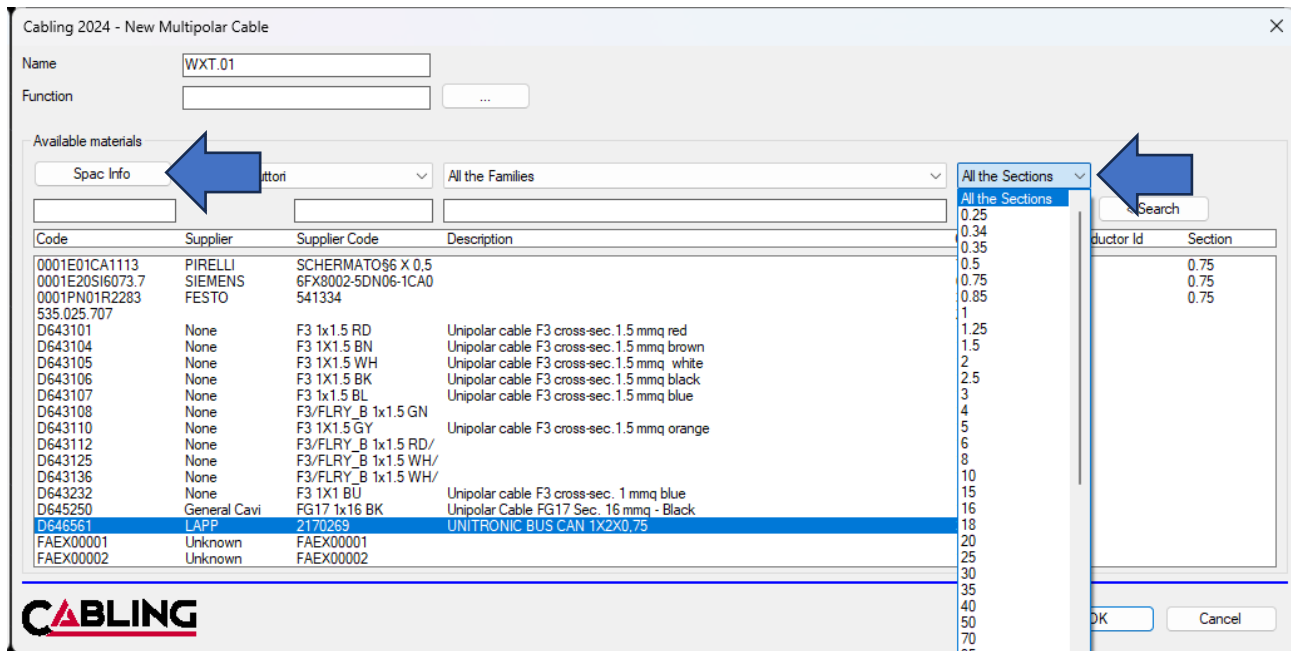 Cabling 2024 - New Multipolar Cable
Name WXT.01
Function ...
Available materials
Spac Info uttori All the Families All the Sections
All the Sections
Search
0.25
0.34
0.35
0.5
0.75
0.85
1
1.25
1.5
2
2.5
3
4
5
6
8
10
15
16
18
20
25
30
35
40
50
70
Code Supplier Supplier Code Description ductor Id Section
0001E01CA1113 PIRELLI SCHERMATO§6 X 0,5 0.75
0001E20SI6073.7 SIEMENS 6FX8002-5DN06-1CA0 0.75
0001PN01R2283 FESTO 541334 0.75
535.025.707
D643101 None F3 1x1.5 RD Unipolar cable F3 cross-sec.1.5 mmq red
D643104 None F3 1X1.5 BN Unipolar cable F3 cross-sec.1.5 mmq brown
D643105 None F3 1X1.5 WH Unipolar cable F3 cross-sec.1.5 mmq white
D643106 None F3 1X1.5 BK Unipolar cable F3 cross-sec.1.5 mmq black
D643107 None F3 1x1.5 BL Unipolar cable F3 cross-sec.1.5 mmq blue
D643108 None F3/FLRY_B 1x1.5 GN
D643110 None F3 1X1.5 GY Unipolar cable F3 cross-sec.1.5 mmq orange
D643112 None F3/FLRY_B 1x1.5 RD/
D643125 None F3/FLRY_B 1x1.5 WH/
D643136 None F3/FLRY_B 1x1.5 WH/
D643232 None F3 1X1 BU Unipolar cable F3 cross-sec. 1 mmq blue
D645250 General Cavi FG17 1x16 BK Unipolar Cable FG17 Sec. 16 mmq - Black
D646561 LAPP 2170269 UNITRONIC BUS CAN 1X2X0,75
FAEX00001 Unknown FAEX00001
FAEX00002 Unknown FAEX00002
CABLING
OK Cancel